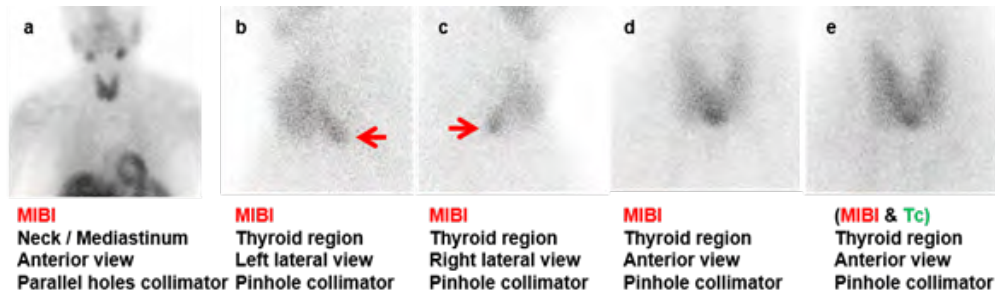 a
b
c
d
e
MIBI
Neck / Mediastinum
Anterior view
Parallel holes collimator
MIBI
Thyroid region
Left lateral view
Pinhole collimator
MIBI
Thyroid region
Right lateral view
Pinhole collimator
MIBI
Thyroid region
Anterior view
Pinhole collimator
(MIBI & Tc)
Thyroid region
Anterior view
Pinhole collimator